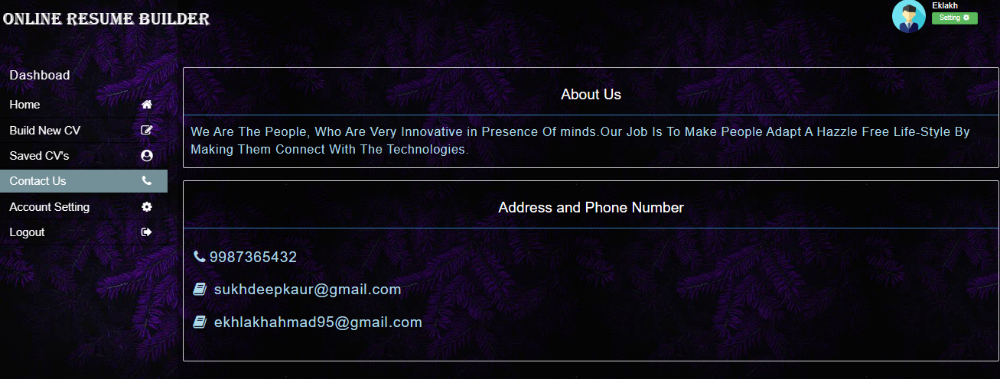 ONLINE RESUME BUILDER
Eklakh
Setting
Dashboad
Home
Build New CV
Saved CV's
Contact Us
Account Setting
Logout
About Us
We Are The People, Who Are Very Innovative in Presence Of minds.Our Job Is To Make People Adapt A Hazzle Free Life-Style By
Making Them Connect With The Technologies.
Address and Phone Number
9987365432
sukhdeepkaur@gmail.com
ekhlakhahmad95@gmail.com